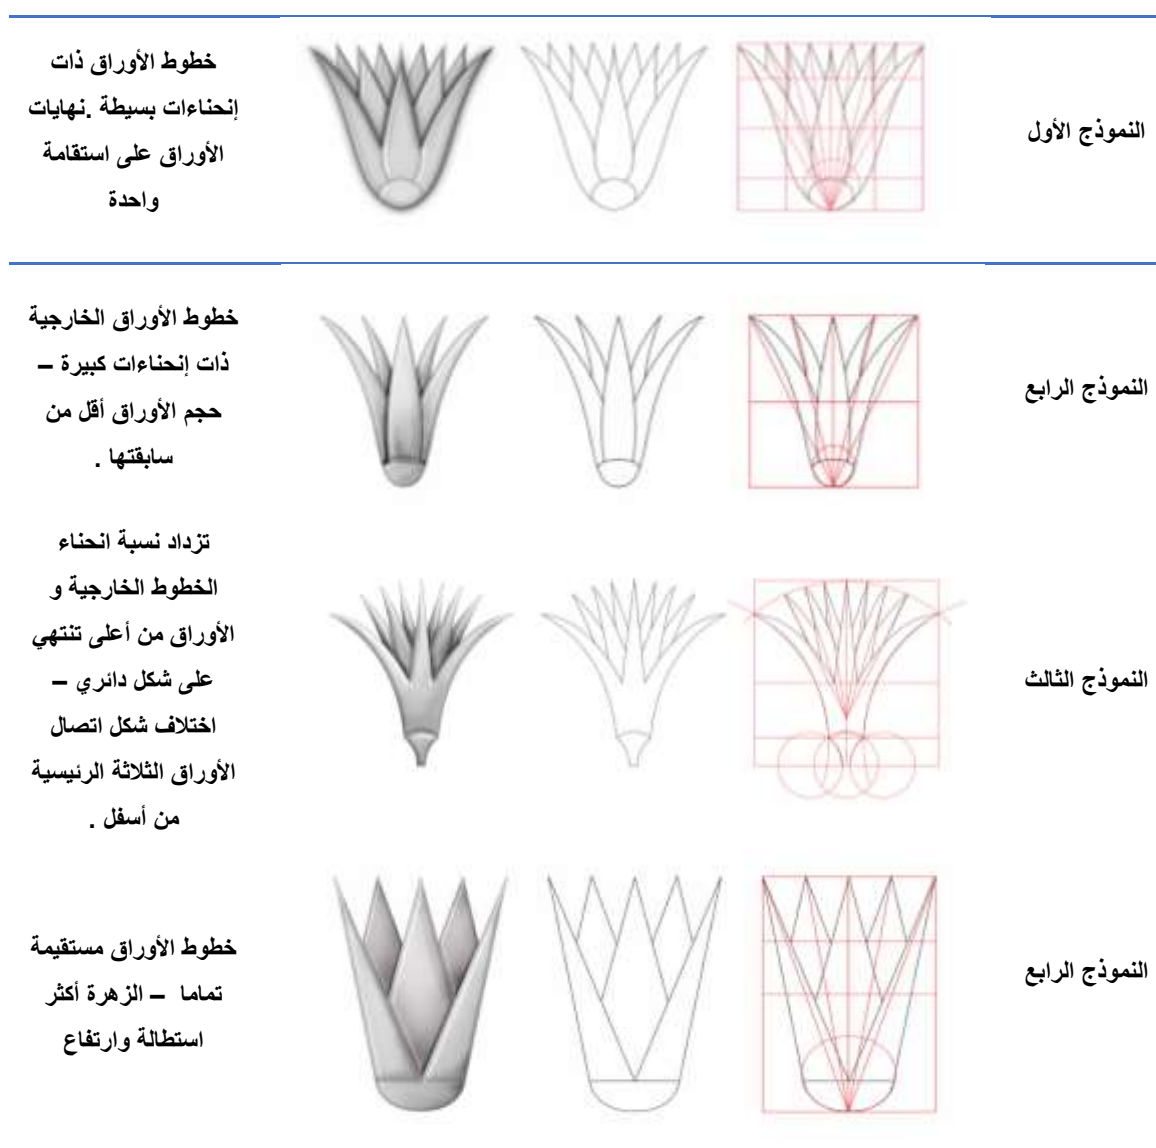 النموذج الأول
خطوط الأوراق ذات
إنحناءات بسيطة .نهايات
الأوراق على استقامة
واحدة
النموذج الرابع
خطوط الأوراق الخارجية
ذات إنحناءات كبيرة –
حجم الأوراق أقل من
سابقتها .
النموذج الثالث
تزداد نسبة انحناء
الخطوط الخارجية و
الأوراق من أعلى تنتهي
على شكل دائري –
اختلاف شكل اتصال
الأوراق الثلاثة الرئيسية
من أسفل .
النموذج الرابع
خطوط الأوراق مستقيمة
تماما – الزهرة أكثر
استطالة وارتفاع